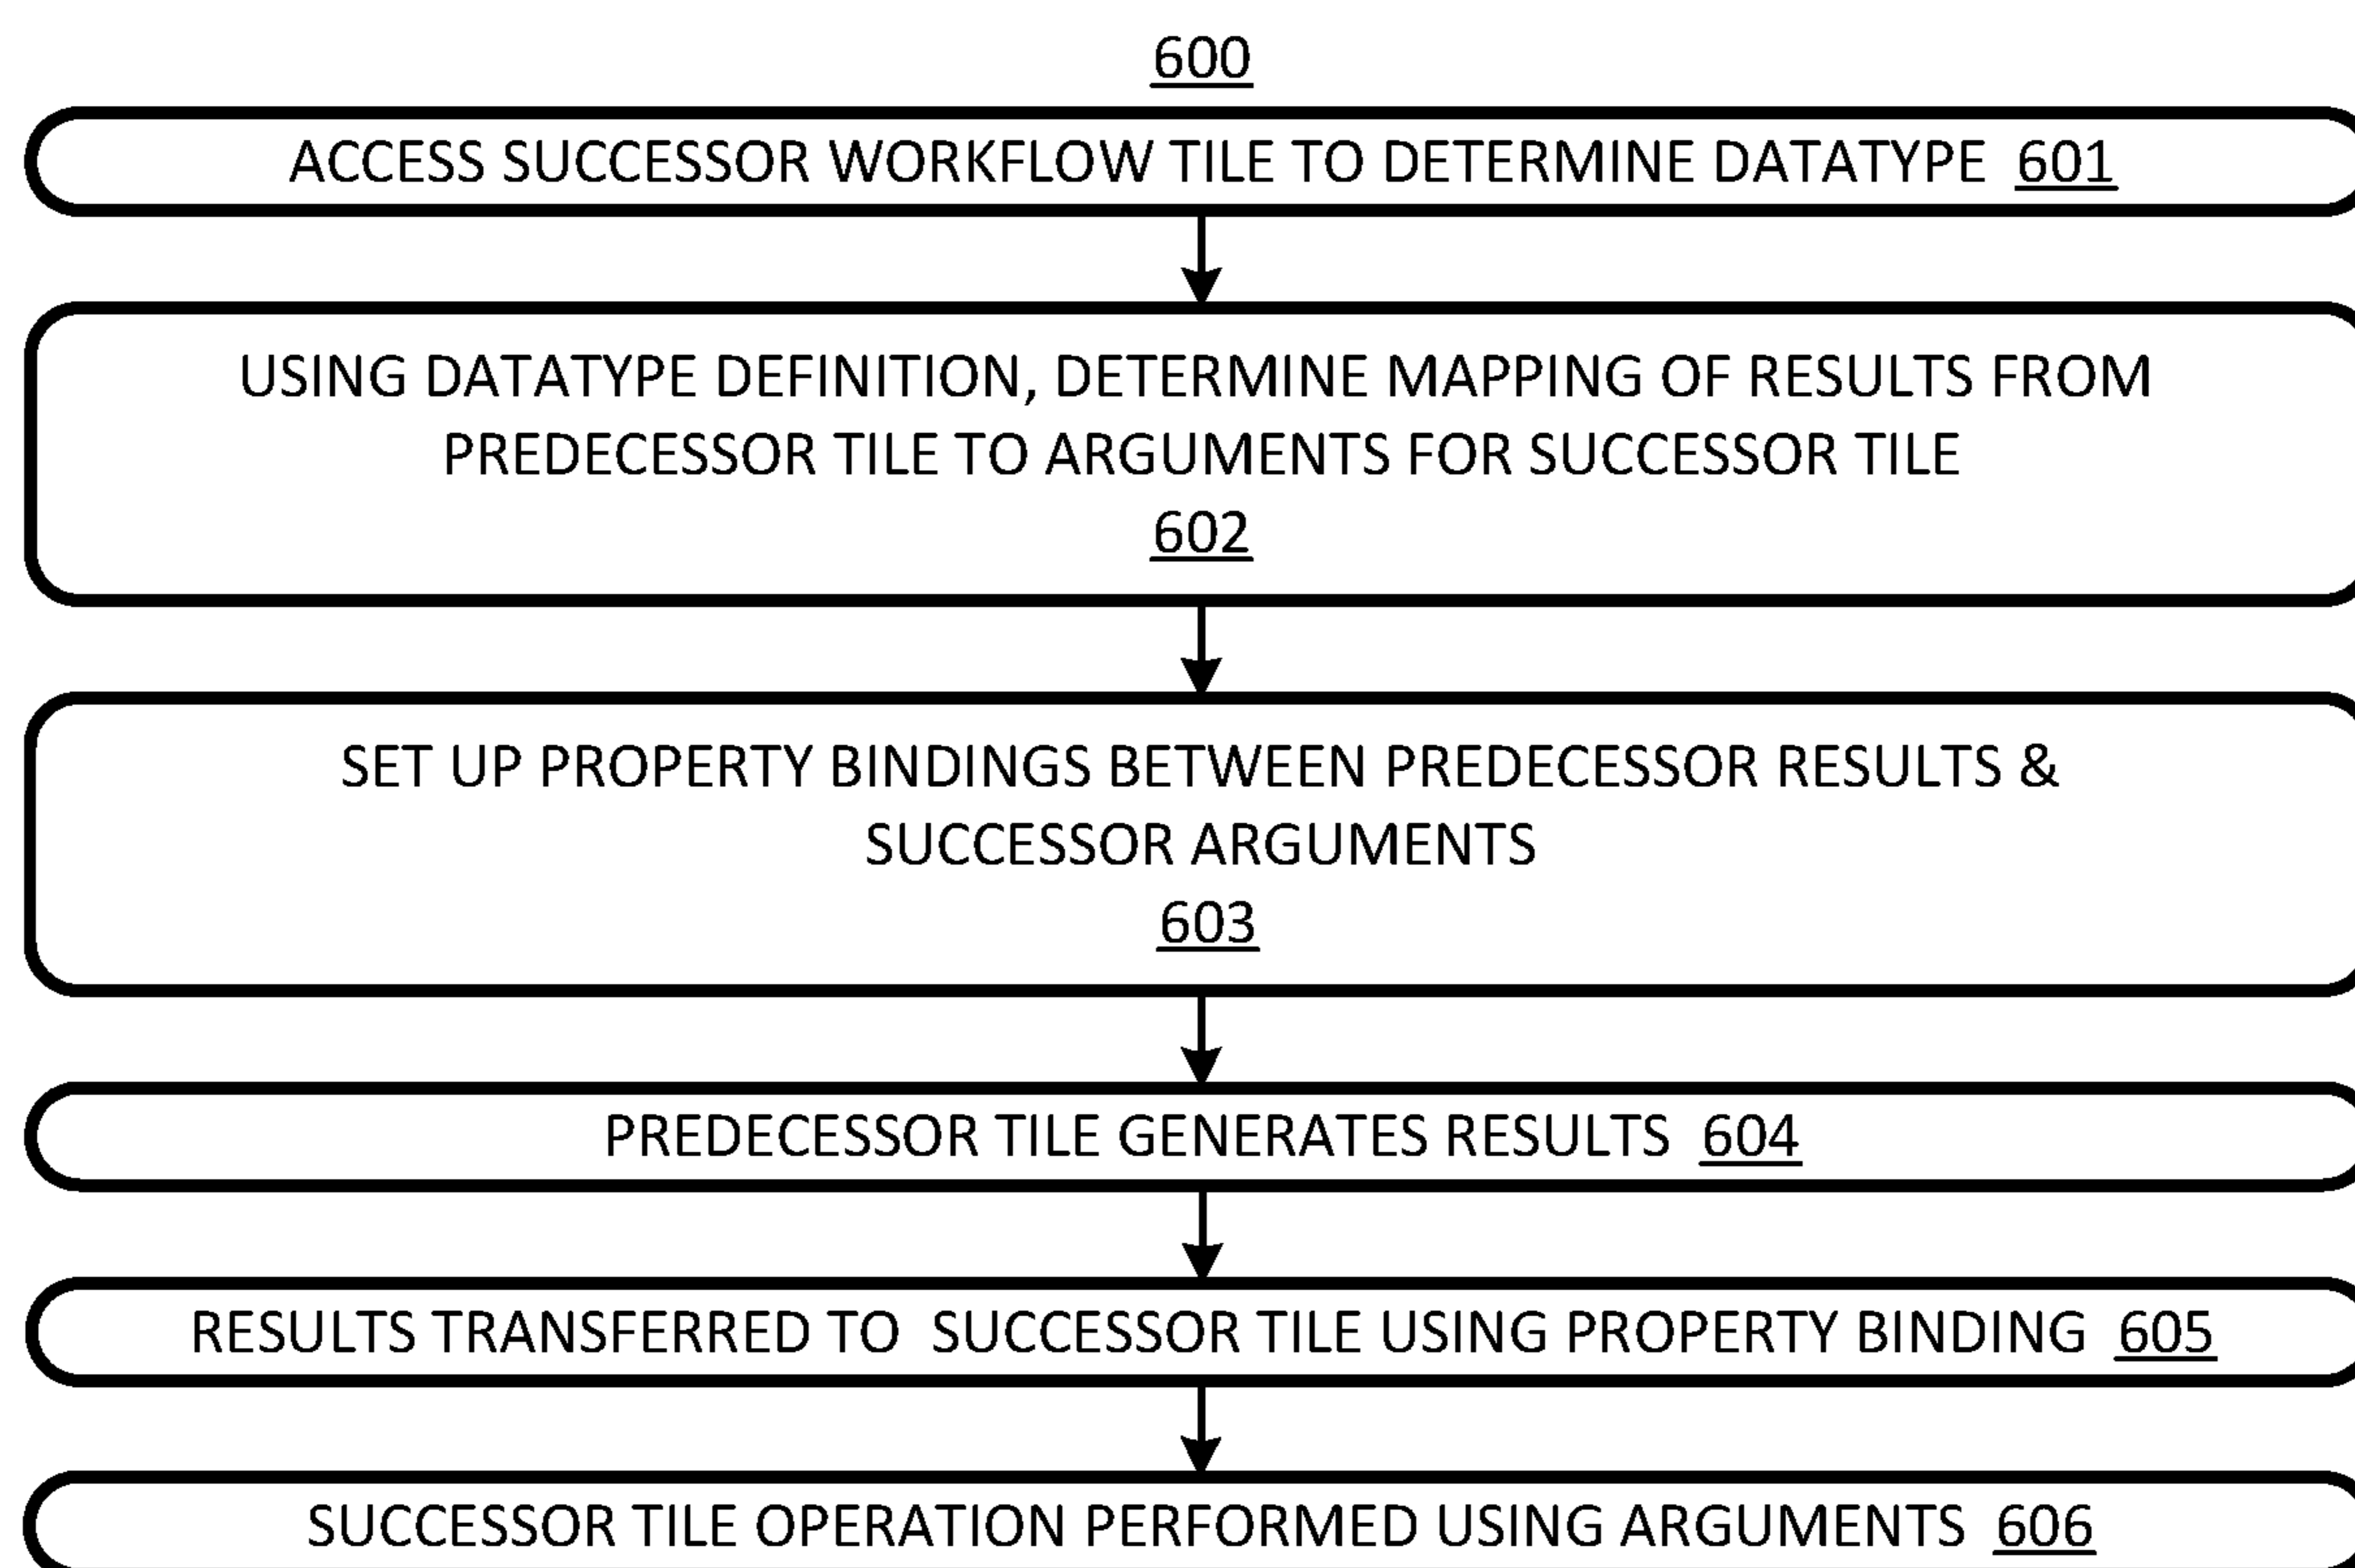 600
ACCESS SUCCESSOR WORKFLOW TILE TO DETERMINE DATATYPE 601
USING DATATYPE DEFINITION, DETERMINE MAPPING OF RESULTS FROM
PREDECESSOR TILE TO ARGUMENTS FOR SUCCESSOR TILE
602
SET UP PROPERTY BINDINGS BETWEEN PREDECESSOR RESULTS &
SUCCESSOR ARGUMENTS
603
PREDECESSOR TILE GENERATES RESULTS 604
RESULTS TRANSFERRED TO SUCCESSOR TILE USING PROPERTY BINDING 605
SUCCESSOR TILE OPERATION PERFORMED USING ARGUMENTS 606